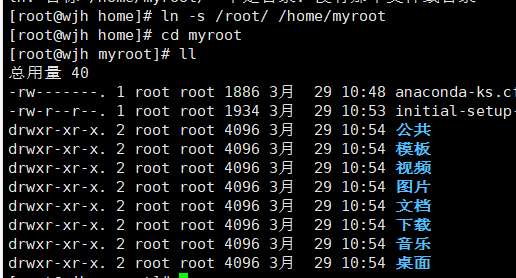 [root@wjh home]# ln -s /root/ /home/myroot
[root@wjh home]# cd myroot
[root@wjh myroot]# ll
总用量 40
-rw-------. 1 root root 1886 3月  29 10:48 anaconda-ks.cf
-rw-r--r--. 1 root root 1934 3月  29 10:53 initial-setup-
drwxr-xr-x. 2 root root 4096 3月  29 10:54 公共
drwxr-xr-x. 2 root root 4096 3月  29 10:54 模板
drwxr-xr-x. 2 root root 4096 3月  29 10:54 视频
drwxr-xr-x. 2 root root 4096 3月  29 10:54 图片
drwxr-xr-x. 2 root root 4096 3月  29 10:54 文档
drwxr-xr-x. 2 root root 4096 3月  29 10:54 下载
drwxr-xr-x. 2 root root 4096 3月  29 10:54 音乐
drwxr-xr-x. 2 root root 4096 3月  29 10:54 桌面
[root@wjh myroot]#